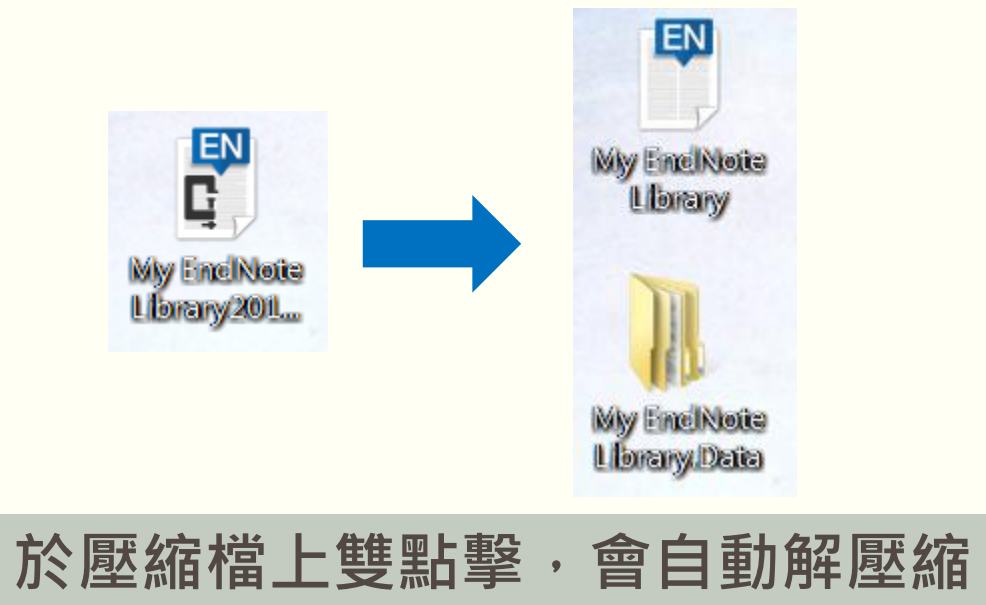 EN
My EndNote
Library201...
EN
My EndNote
Library
My EndNote
Library.Data
於壓縮檔上雙點擊，會自動解壓縮